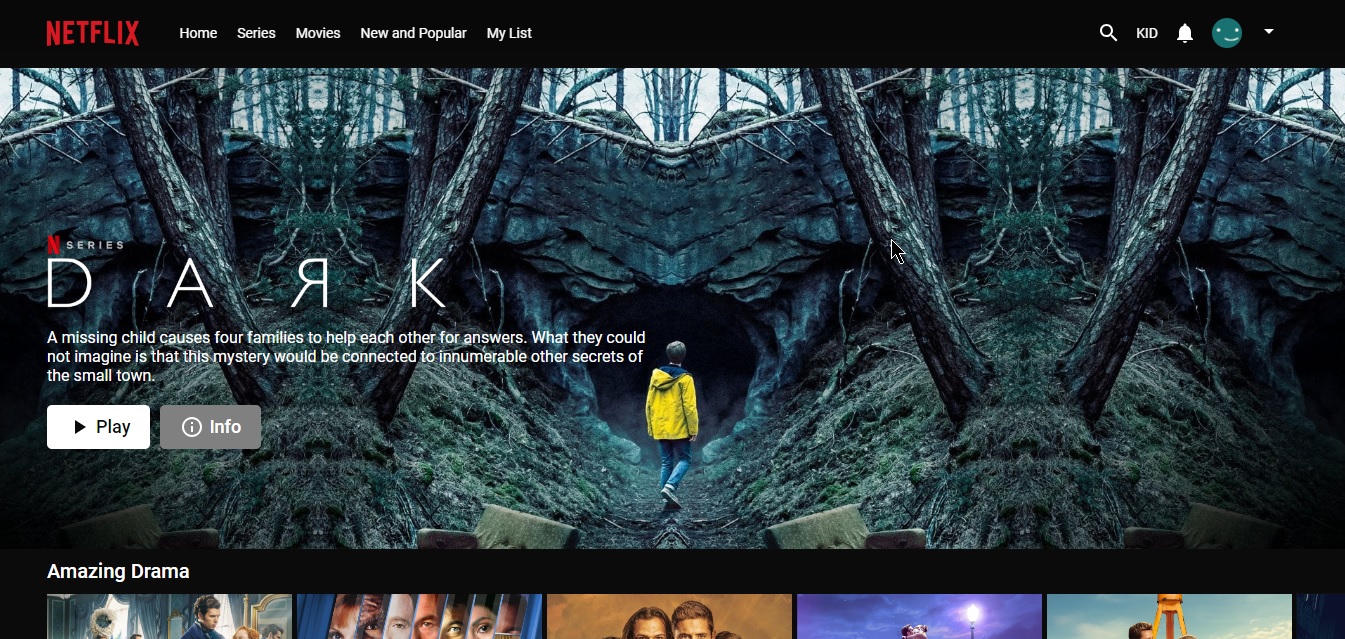 NETFLIX Home Series Movies New and Popular My List KID
N SERIES
DAЯK
A missing child causes four families to help each other for answers. What they could
not imagine is that this mystery would be connected to innumerable other secrets of
the small town.
Play Info
Amazing Drama